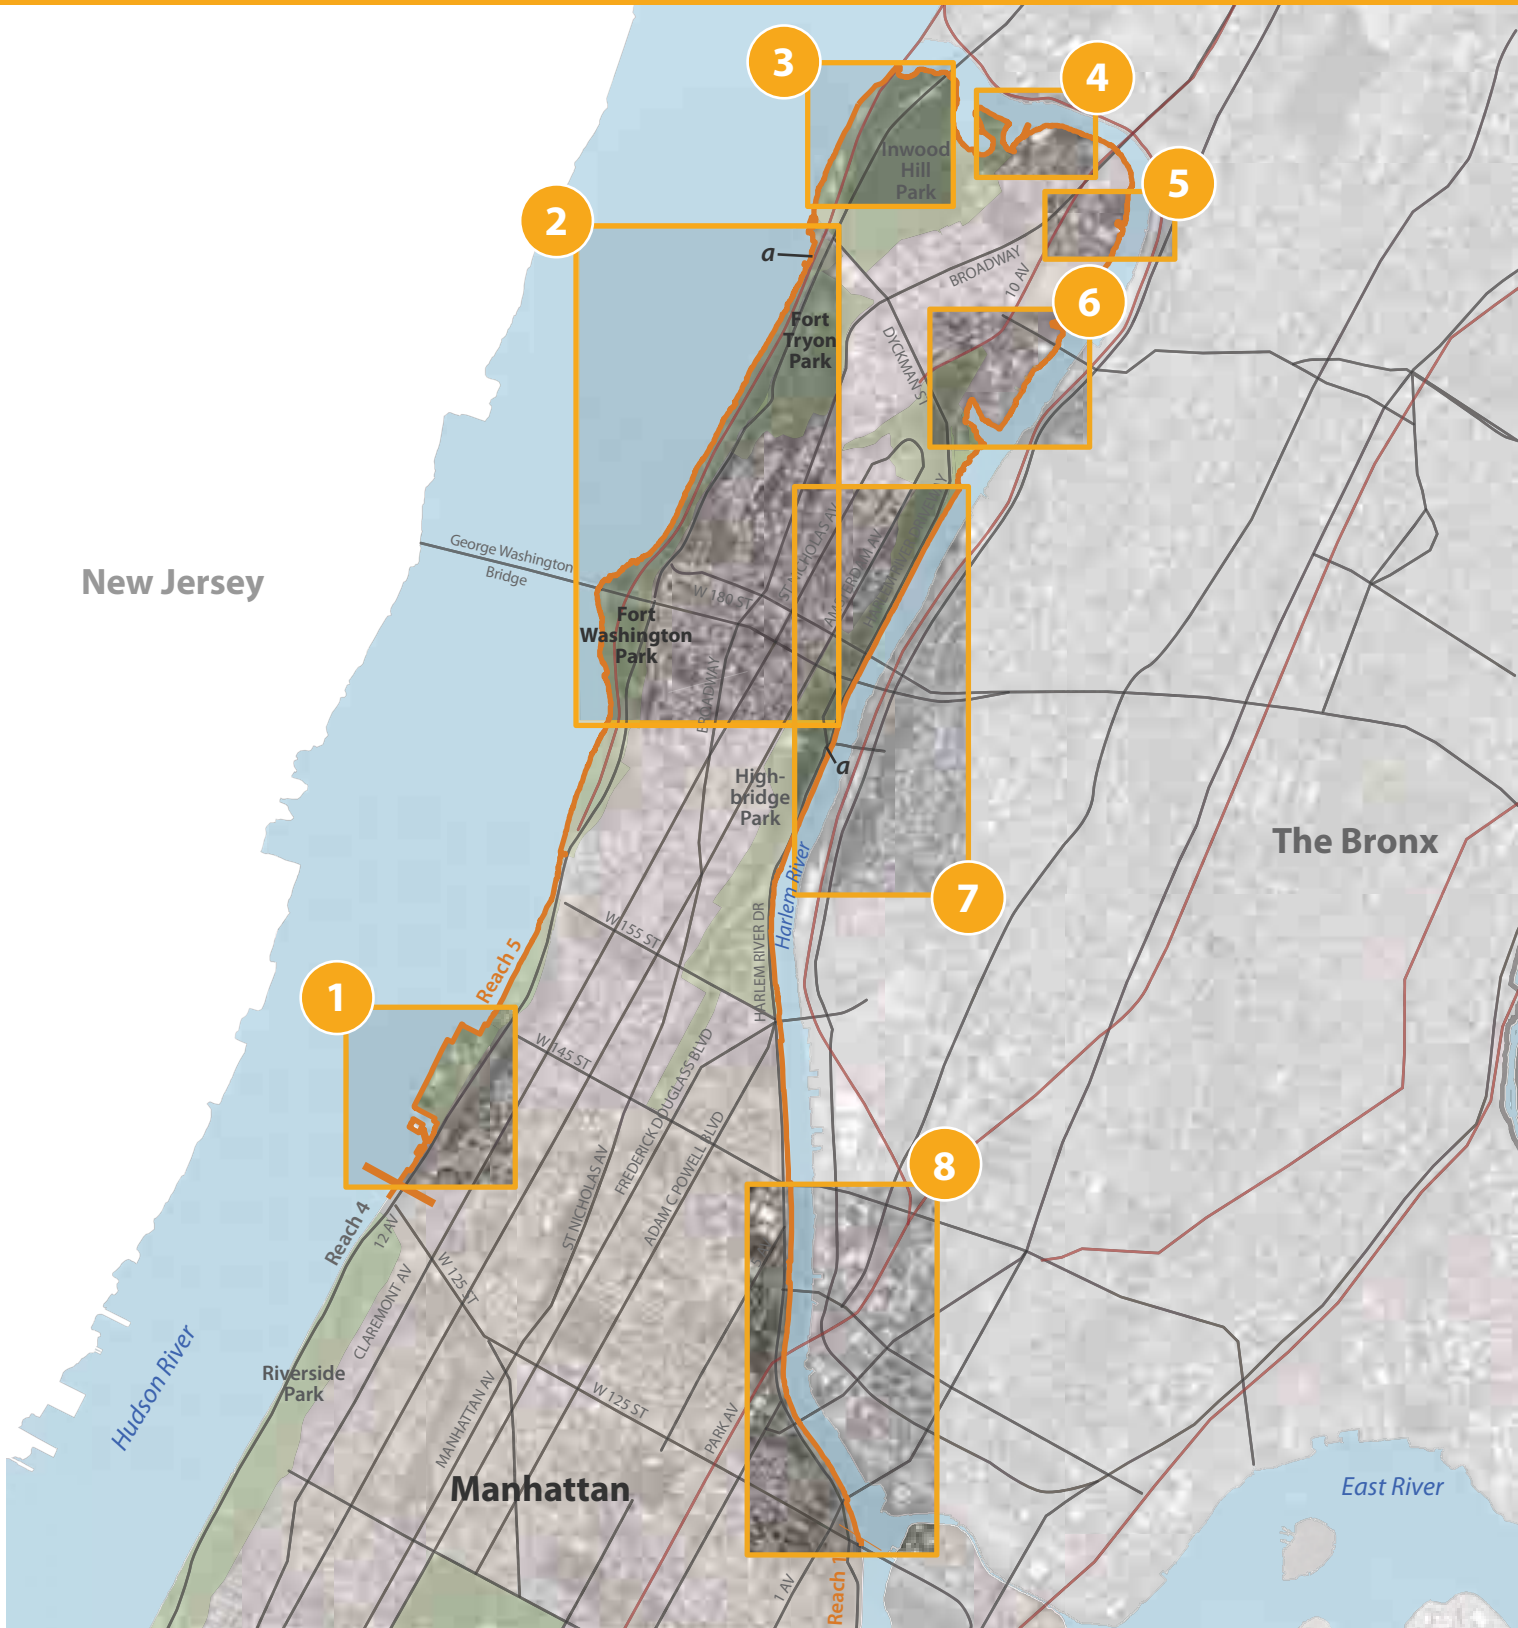 3
4
Inwood
Hill
Park
5
2
a
BROADWAY
10 AV
6
Fort
Tryon
Park
DYCKMAN ST
George Washington
Bridge
New Jersey
W 180 ST
ST NICHOLAS AV
AMSTERDAM AV
HARLEM RIVER DRIVEWAY
Fort
Washington
Park
BROADWAY
a
High-
bridge
Park
The Bronx
Harlem River
7
W 155 ST
HARLEM RIVER DR
Reach 5
1
W 145 ST
FREDERICK DOUGLASS BLVD
ADAM C POWELL BLVD
ST NICHOLAS AV
8
Reach 4
12 AV
W 125 ST
CLAREMONT AV
Hudson River
Riverside
Park
MANHATTAN AV
W 125 ST
PARK AV
Manhattan
East River
1 AV
Reach 1